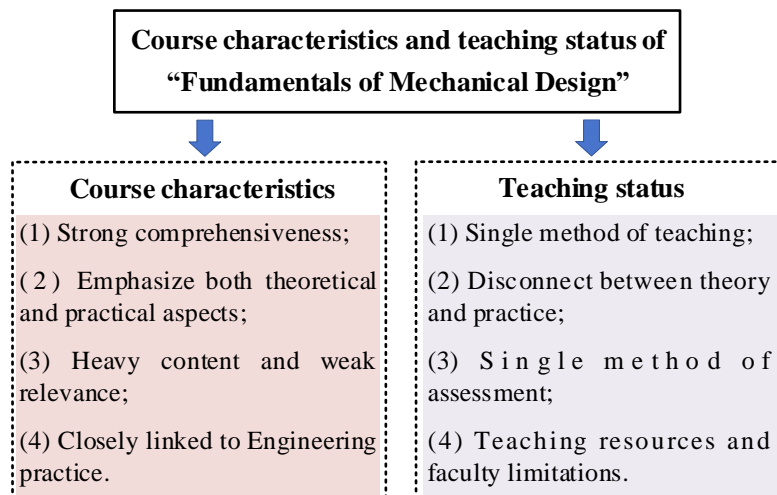 Course characteristics and teaching status of
“Fundamentals of Mechanical Design”
Course characteristics
(1) Strong comprehensiveness;
(2) Emphasize both theoretical
and practical aspects;
(3) Heavy content and weak
relevance;
(4) Closely linked to Engineering
practice.
Teaching status
(1) Single method of teaching;
(2) Disconnect between theory
and practice;
(3) Single method of
assessment;
(4) Teaching resources and
faculty limitations.